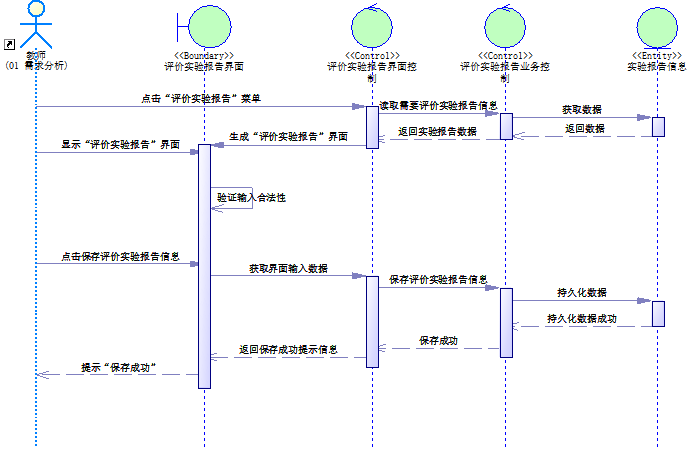 教师
(01 需求分析)
<<Boundary>>
评价实验报告界面
<<Control>>
评价实验报告界面控
制
<<Control>>
评价实验报告业务控
制
<<Entity>>
实验报告信息
点击“评价实验报告”菜单
读取需要评价实验报告信息
获取数据
返回数据
返回实验报告数据
生成“评价实验报告”界面
显示“评价实验报告”界面
验证输入合法性
点击保存评价实验报告信息
获取界面输入数据
保存评价实验报告信息
持久化数据
持久化数据成功
保存成功
返回保存成功提示信息
提示“保存成功”